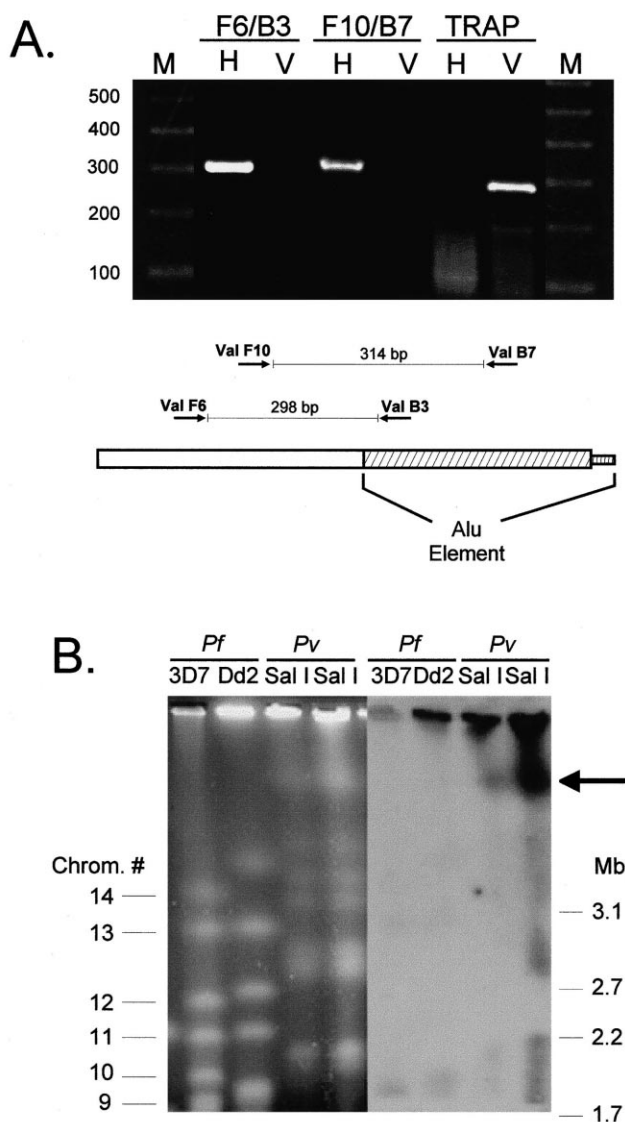 A.
F6/B3 F10/B7 TRAP
M H V H V H V M
500
400
300
200
100
Val F10 314 bp Val B7
Val F6 298 bp Val B3
Alu
Element
B.
Pf Pv Pf Pv
3D7 Dd2 Sal I Sal I 3D7 Dd2 Sal I Sal I
Chrom. # Mb
14
3.1
13
2.7
12
2.2
11
10
9
1.7